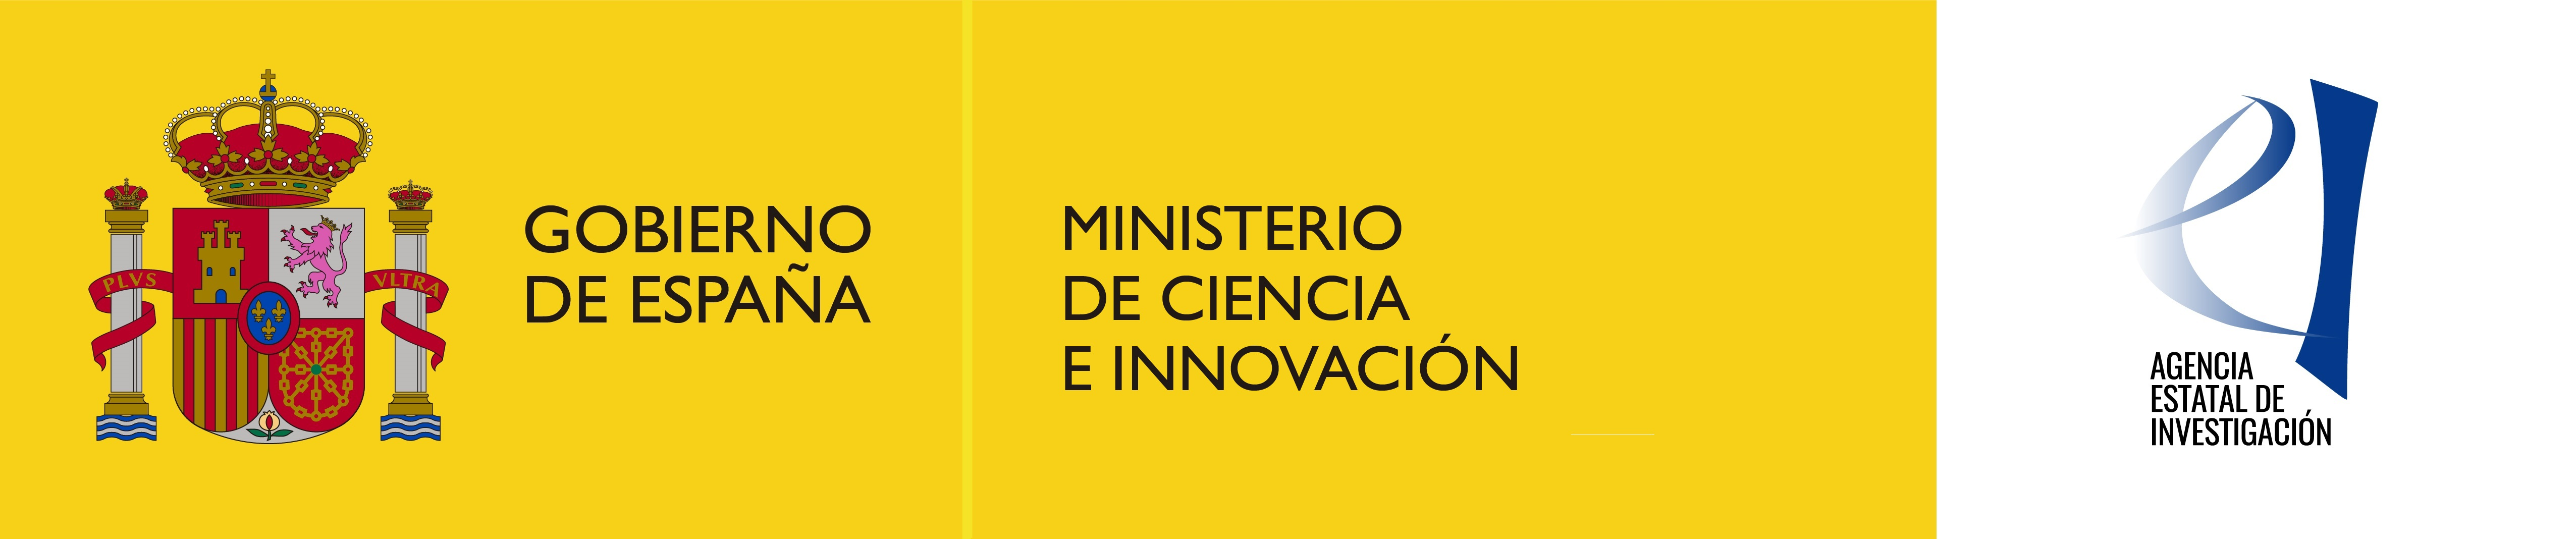 PLVS
VLTRA
GOBIERNO
DE ESPAÑA
MINISTERIO
DE CIENCIA
E INNOVACIÓN
AGENCIA
ESTATAL DE
INVESTIGACIÓN